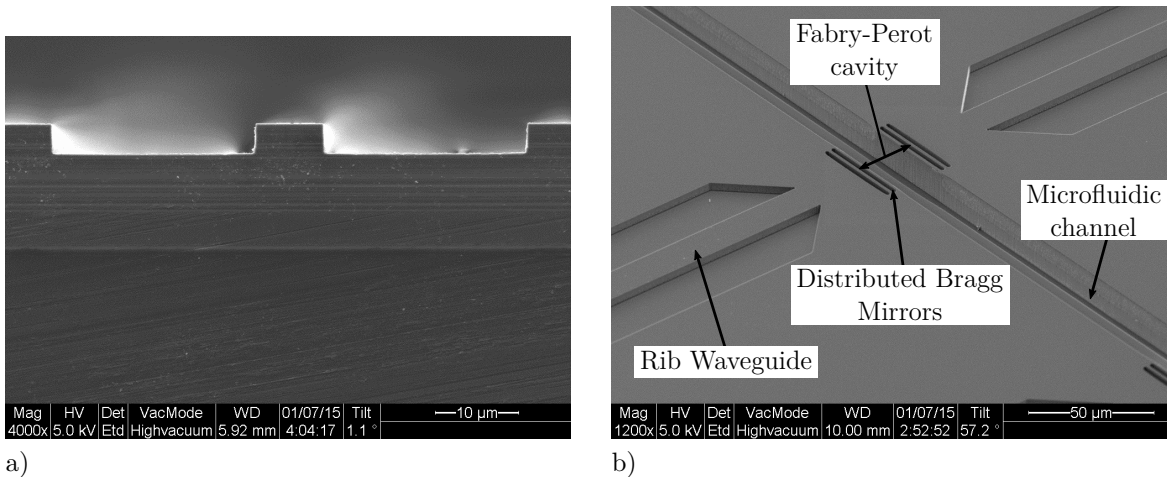 Fabry-Perot
cavity
Microfluidic
channel
Distributed Bragg
Mirrors
Rib Waveguide
Mag HV Det VacMode WD 01/07/15 Tilt 10 µm
4000x 5.0 kV Etd Highvacuum 5.92 mm 4:04:17 1.1 °
Mag HV Det VacMode WD 01/07/15 Tilt 50 µm
1200x 5.0 kV Etd Highvacuum 10.00 mm 2:52:52 57.2 °
a)
b)